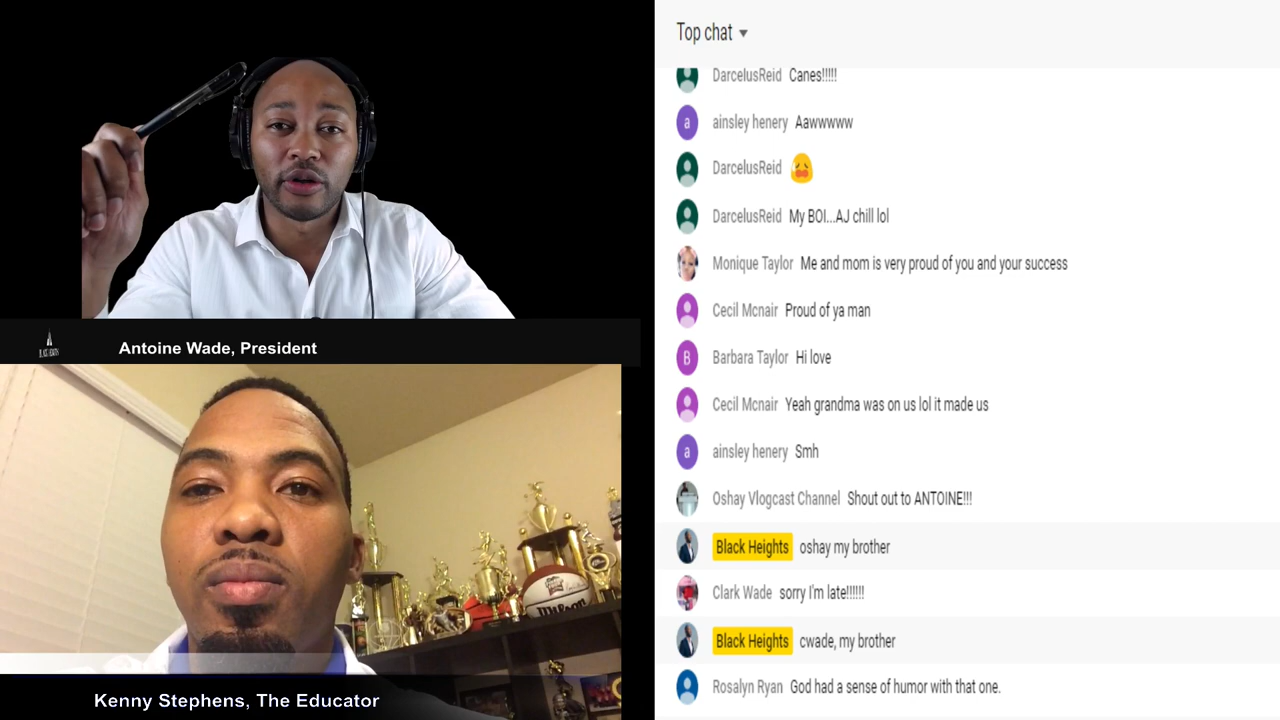 BLACK HEIGHTS
Antoine Wade, President
Wilson
Kenny Stephens, The Educator
Top chat
DarcelusReid Canes!!!!!
a ainsley henery Aawwwww
DarcelusReid
DarcelusReid My BOI...AJ chill lol
Monique Taylor Me and mom is very proud of you and your success
Cecil Mcnair Proud of ya man
B Barbara Taylor Hi love
Cecil Mcnair Yeah grandma was on us lol it made us
a ainsley henery Smh
Oshay Vlogcast Channel Shout out to ANTOINE!!!
Black Heights oshay my brother
Clark Wade sorry I'm late!!!!!!
Black Heights cwade, my brother
Rosalyn Ryan God had a sense of humor with that one.